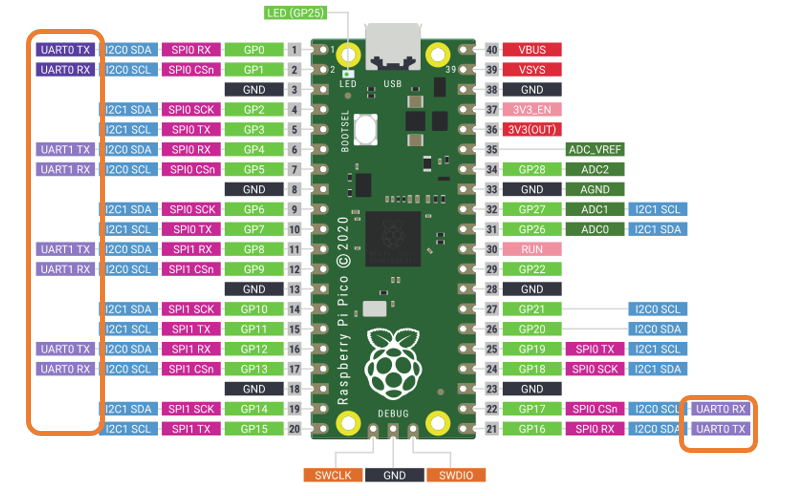 LED (GP25)
UART0 TX I2C0 SDA SPI0 RX GP0 1 1 40 VBUS
UART0 RX I2C0 SCL SPI0 CSn GP1 2 2 LED USB 39 39 VSYS
GND 3 38 GND
I2C1 SDA SPI0 SCK GP2 4 37 3V3_EN
I2C1 SCL SPI0 TX GP3 5 BOOTSEL 36 3V3(OUT)
UART1 TX I2C0 SDA SPI0 RX GP4 6 35 ADC_VREF
UART1 RX I2C0 SCL SPI0 CSn GP5 7 34 GP28 ADC2
GND 8 33 GND AGND
I2C1 SDA SPI0 SCK GP6 9 32 GP27 ADC1 I2C1 SCL
I2C1 SCL SPI0 TX GP7 10 31 GP26 ADC0 I2C1 SDA
UART1 TX I2C0 SDA SPI1 RX GP8 11 30 RUN
UART1 RX I2C0 SCL SPI1 CSn GP9 12 29 GP22
GND 13 28 GND
I2C1 SDA SPI1 SCK GP10 14 27 GP21 I2C0 SCL
I2C1 SCL SPI1 TX GP11 15 26 GP20 I2C0 SDA
UART0 TX I2C0 SDA SPI1 RX GP12 16 25 GP19 SPI0 TX I2C1 SCL
UART0 RX I2C0 SCL SPI1 CSn GP13 17 24 GP18 SPI0 SCK I2C1 SDA
GND 18 23 GND
I2C1 SDA SPI1 SCK GP14 19 22 GP17 SPI0 CSn I2C0 SCL UART0 RX
I2C1 SCL SPI1 TX GP15 20 21 GP16 SPI0 RX I2C0 SDA UART0 TX
Raspberry Pi Pico © 2020
DEBUG
SWCLK GND SWDIO